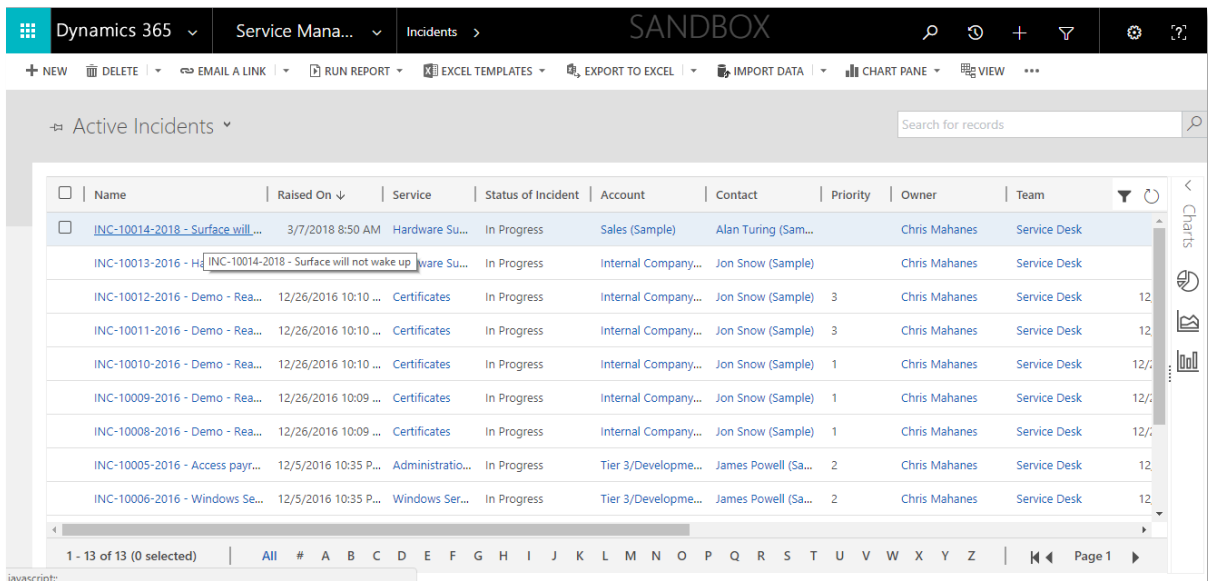 Dynamics 365 Service Mana... Incidents > SANDBOX [?]
NEW DELETE EMAIL A LINK RUN REPORT EXCEL TEMPLATES EXPORT TO EXCEL IMPORT DATA CHART PANE VIEW ...
Active Incidents Search for records
Name Raised On ↓ Service Status of Incident Account Contact Priority Owner Team
INC-10014-2018 - Surface will ... 3/7/2018 8:50 AM Hardware Su... In Progress Sales (Sample) Alan Turing (Sam... Chris Mahanes Service Desk
INC-10013-2016 - Ha ware Su... In Progress Internal Company... Jon Snow (Sample) Chris Mahanes Service Desk
INC-10014-2018 - Surface will not wake up
INC-10012-2016 - Demo - Rea... 12/26/2016 10:10 ... Certificates In Progress Internal Company... Jon Snow (Sample) 3 Chris Mahanes Service Desk 12/
INC-10011-2016 - Demo - Rea... 12/26/2016 10:10 ... Certificates In Progress Internal Company... Jon Snow (Sample) 3 Chris Mahanes Service Desk 12
INC-10010-2016 - Demo - Rea... 12/26/2016 10:10 ... Certificates In Progress Internal Company... Jon Snow (Sample) 1 Chris Mahanes Service Desk 12/
INC-10009-2016 - Demo - Rea... 12/26/2016 10:09 ... Certificates In Progress Internal Company... Jon Snow (Sample) 1 Chris Mahanes Service Desk 12/
INC-10008-2016 - Demo - Rea... 12/26/2016 10:09 ... Certificates In Progress Internal Company... Jon Snow (Sample) 1 Chris Mahanes Service Desk 12/
INC-10005-2016 - Access payr... 12/5/2016 10:35 P... Administratio... In Progress Tier 3/Developme... James Powell (Sa... 2 Chris Mahanes Service Desk 12
INC-10006-2016 - Windows Se... 12/5/2016 10:35 P... Windows Ser... In Progress Tier 3/Developme... James Powell (Sa... 2 Chris Mahanes Service Desk 12
Charts
1 - 13 of 13 (0 selected) All # A B C D E F G H I J K L M N O P Q R S T U V W X Y Z Page 1
javascript:;